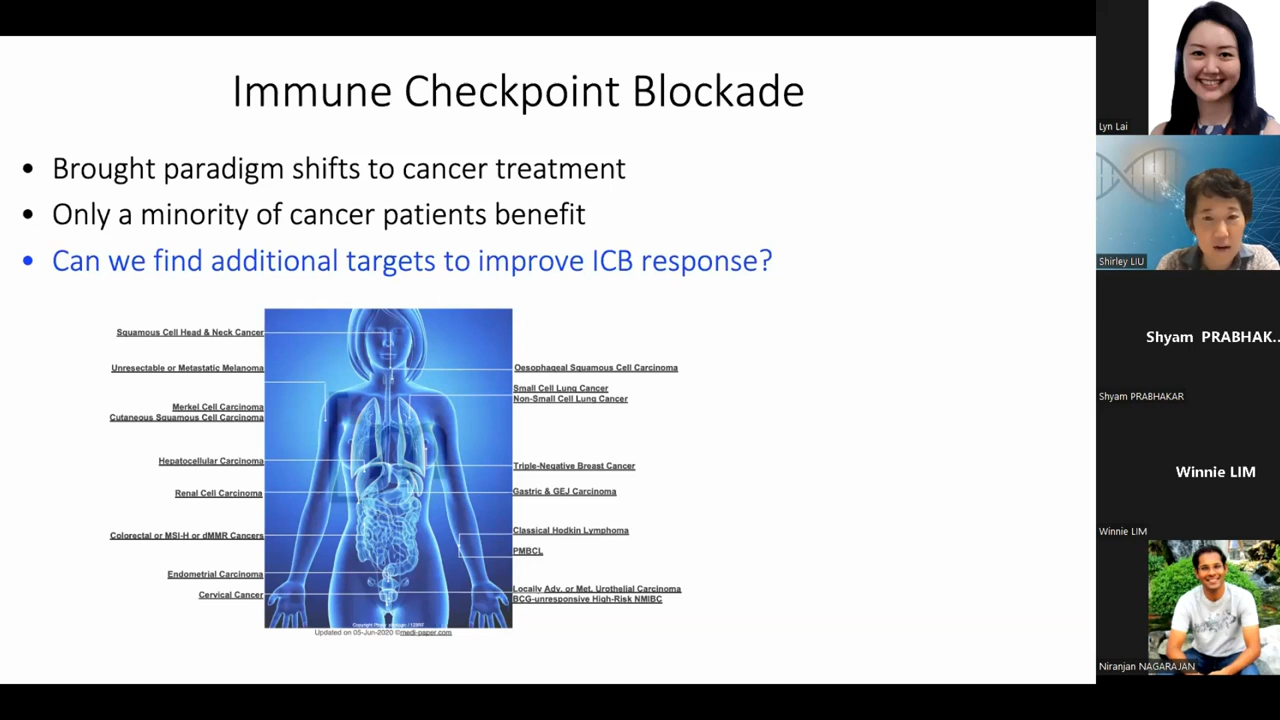 Immune Checkpoint Blockade
• Brought paradigm shifts to cancer treatment
• Only a minority of cancer patients benefit
• Can we find additional targets to improve ICB response?
Squamous Cell Head & Neck Cancer
Unresectable or Metastatic Melanoma
Merkel Cell Carcinoma
Cutaneous Squamous Cell Carcinoma
Hepatocellular Carcinoma
Renal Cell Carcinoma
Colorectal or MSI-H or dMMR Cancers
Endometrial Carcinoma
Cervical Cancer
Oesophageal Squamous Cell Carcinoma
Small Cell Lung Cancer
Non-Small Cell Lung Cancer
Triple-Negative Breast Cancer
Gastric & GEJ Carcinoma
Classical Hodkin Lymphoma
PMBCL
Locally Adv. or Met. Urothelial Carcinoma
BCG-unresponsive High-Risk NMIBC
Updated on 05-Jun-2020 ©medi-paper.com
Lyn Lai
Shirley LIU
Shyam PRABHAK...
Shyam PRABHAKAR
Winnie LIM
Winnie LIM
Niranjan NAGARAJAN